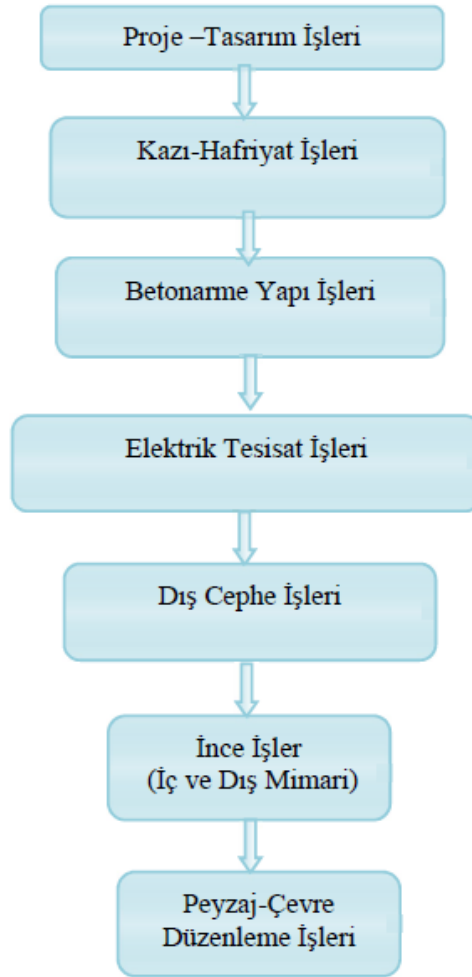 Proje –Tasarım İşleri
Kazı-Hafriyat İşleri
Betonarme Yapı İşleri
Elektrik Tesisat İşleri
Dış Cephe İşleri
İnce İşler
(İç ve Dış Mimari)
Peyzaj-Çevre
Düzenleme İşleri